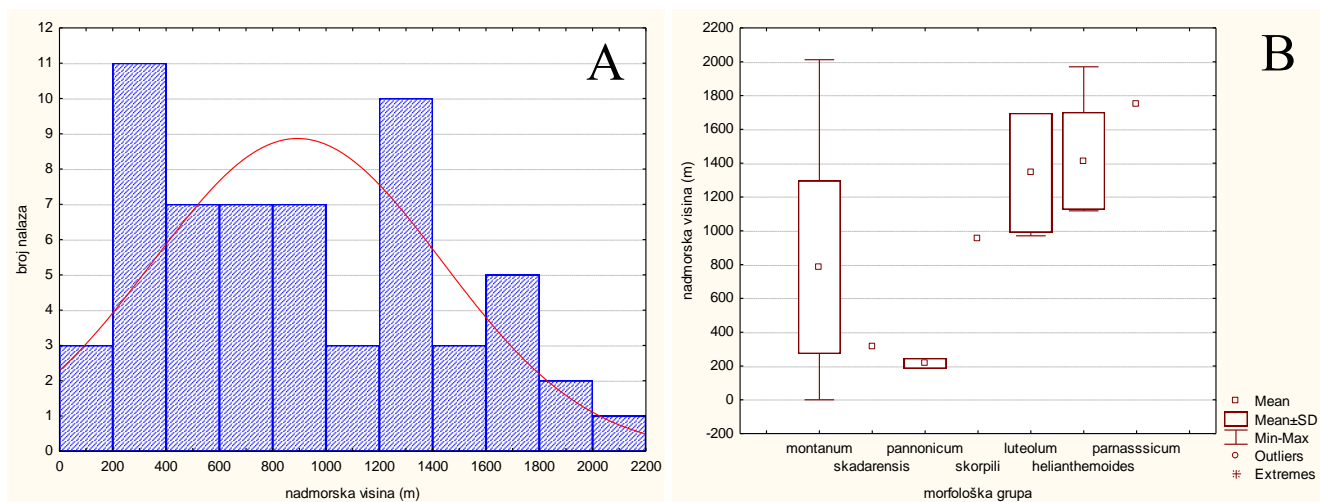 A
12
11
10
9
8
7
6
5
4
3
2
1
0
broj nalaza
0 200 400 600 800 1000 1200 1400 1600 1800 2000 2200
nadmorska visina (m)
B
2200
2000
1800
1600
1400
1200
1000
800
600
400
200
0
-200
nadmorska visina (m)
montanum pannonicum luteolum parnasssicum
skadarensis skorpili helianthemoides
morfološka grupa
Mean
Mean±SD
Min-Max
Outliers
Extremes